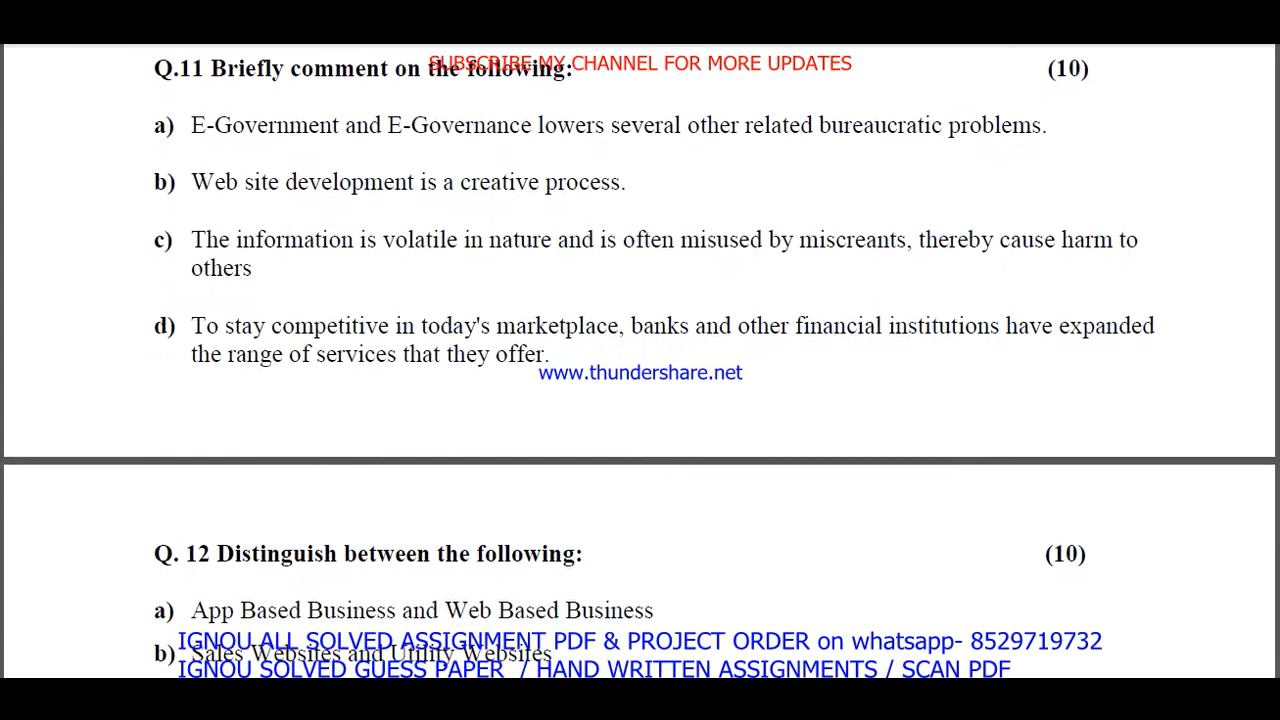 SUBSCRIBE MY CHANNEL FOR MORE UPDATES
Q.11 Briefly comment on the following: (10)
a) E-Government and E-Governance lowers several other related bureaucratic problems.
b) Web site development is a creative process.
c) The information is volatile in nature and is often misused by miscreants, thereby cause harm to
others
d) To stay competitive in today's marketplace, banks and other financial institutions have expanded
the range of services that they offer.
www.thundershare.net
Q. 12 Distinguish between the following: (10)
a) App Based Business and Web Based Business
IGNOU ALL SOLVED ASSIGNMENT PDF & PROJECT ORDER on whatsapp- 8529719732
b) Sales Websites and Utility Websites
IGNOU SOLVED GUESS PAPER / HAND WRITTEN ASSIGNMENTS / SCAN PDF